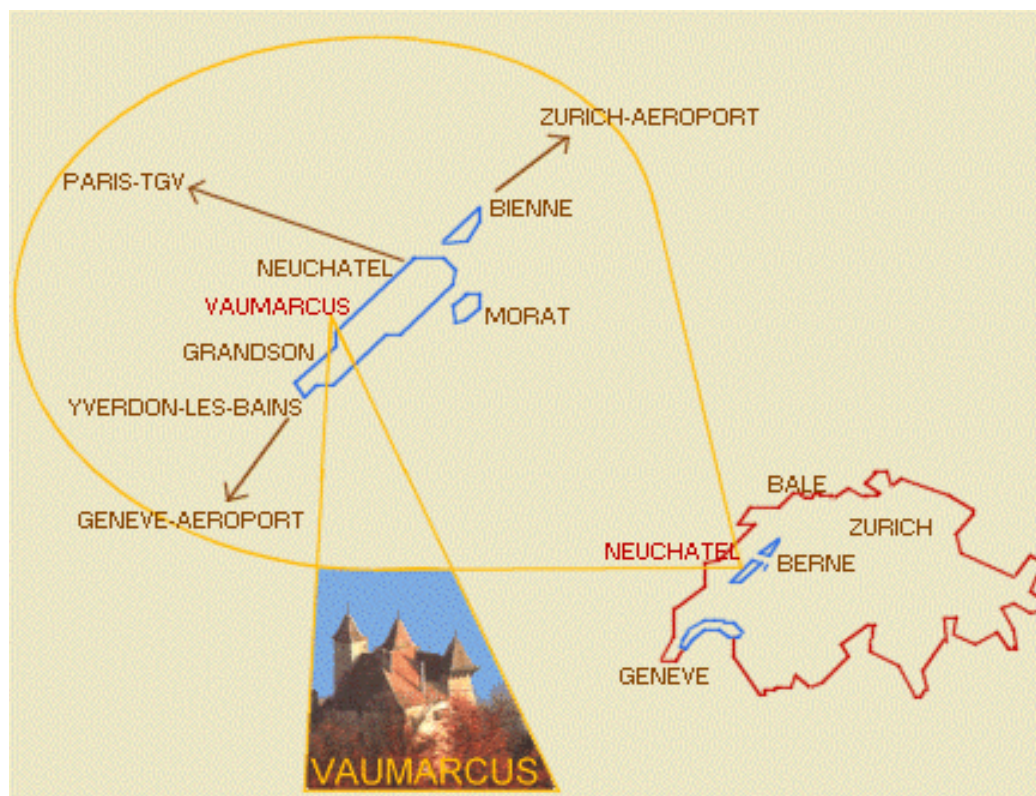 ZURICH-AEROPORT
PARIS-TGV
BIENNE
NEUCHATEL
VAUMARCUS
MORAT
GRANDSON
YVERDON-LES-BAINS
GENEVE-AEROPORT
BALE
ZURICH
NEUCHATEL
BERNE
GENEVE
VAUMARCUS